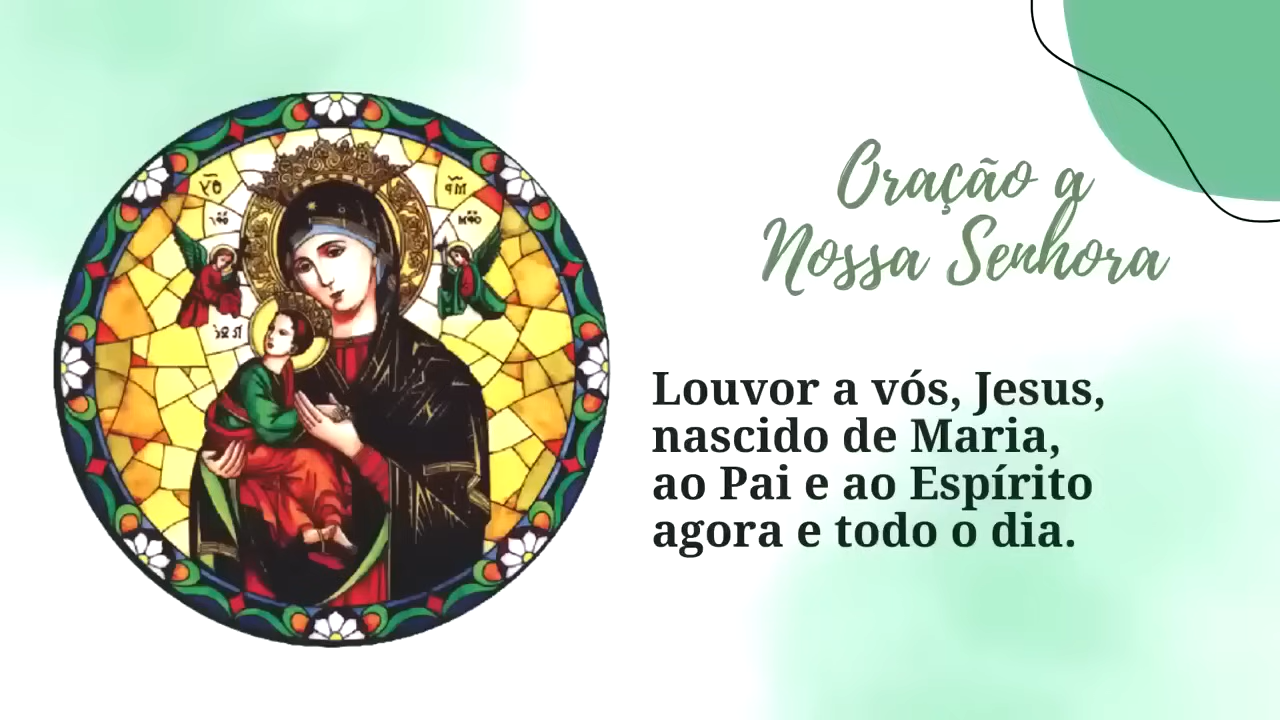 Oração a
Nossa Senhora
Louvor a vós, Jesus,
nascido de Maria,
ao Pai e ao Espírito
agora e todo o dia.